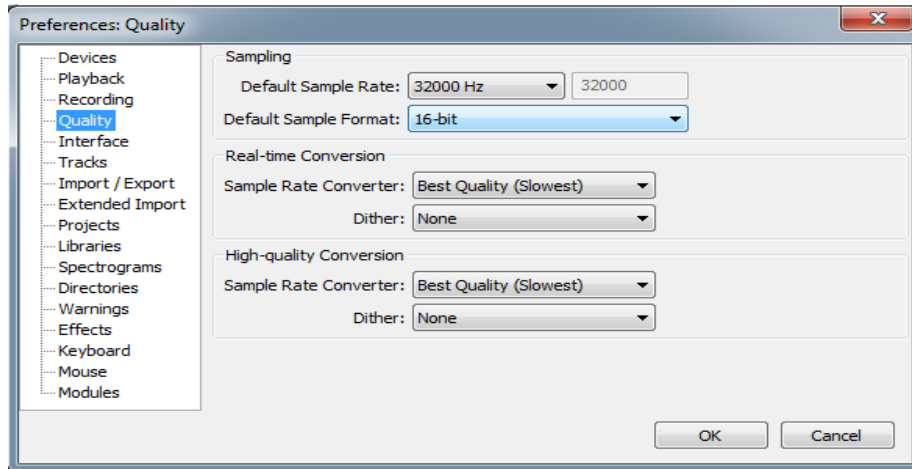 Preferences: Quality
Devices
Playback
Recording
Quality
Interface
Tracks
Import / Export
Extended Import
Projects
Libraries
Spectrograms
Directories
Warnings
Effects
Keyboard
Mouse
Modules
Sampling
Default Sample Rate: 32000 Hz 32000
Default Sample Format: 16-bit
Real-time Conversion
Sample Rate Converter: Best Quality (Slowest)
Dither: None
High-quality Conversion
Sample Rate Converter: Best Quality (Slowest)
Dither: None
OK Cancel